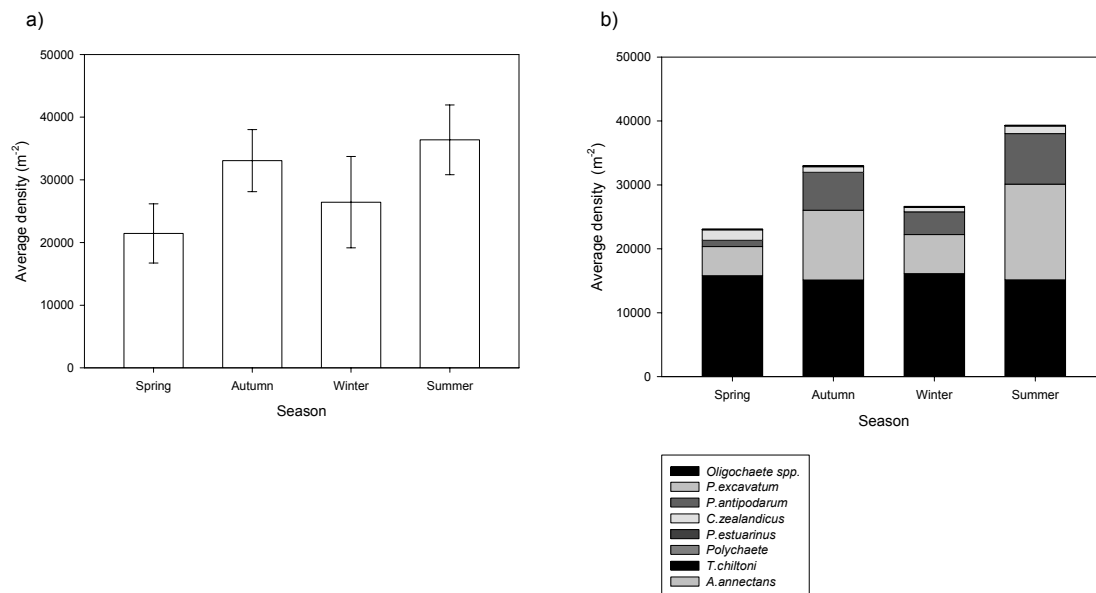 a)
50000
40000
30000
20000
10000
0
Average density (m-2)
Spring Autumn Winter Summer
Season
b)
50000
40000
30000
20000
10000
0
Average density (m-2)
Spring Autumn Winter Summer
Season
Oligochaete spp.
P.excavatum
P.antipodarum
C.zealandicus
P.estuarinus
Polychaete
T.chiltoni
A.annectans